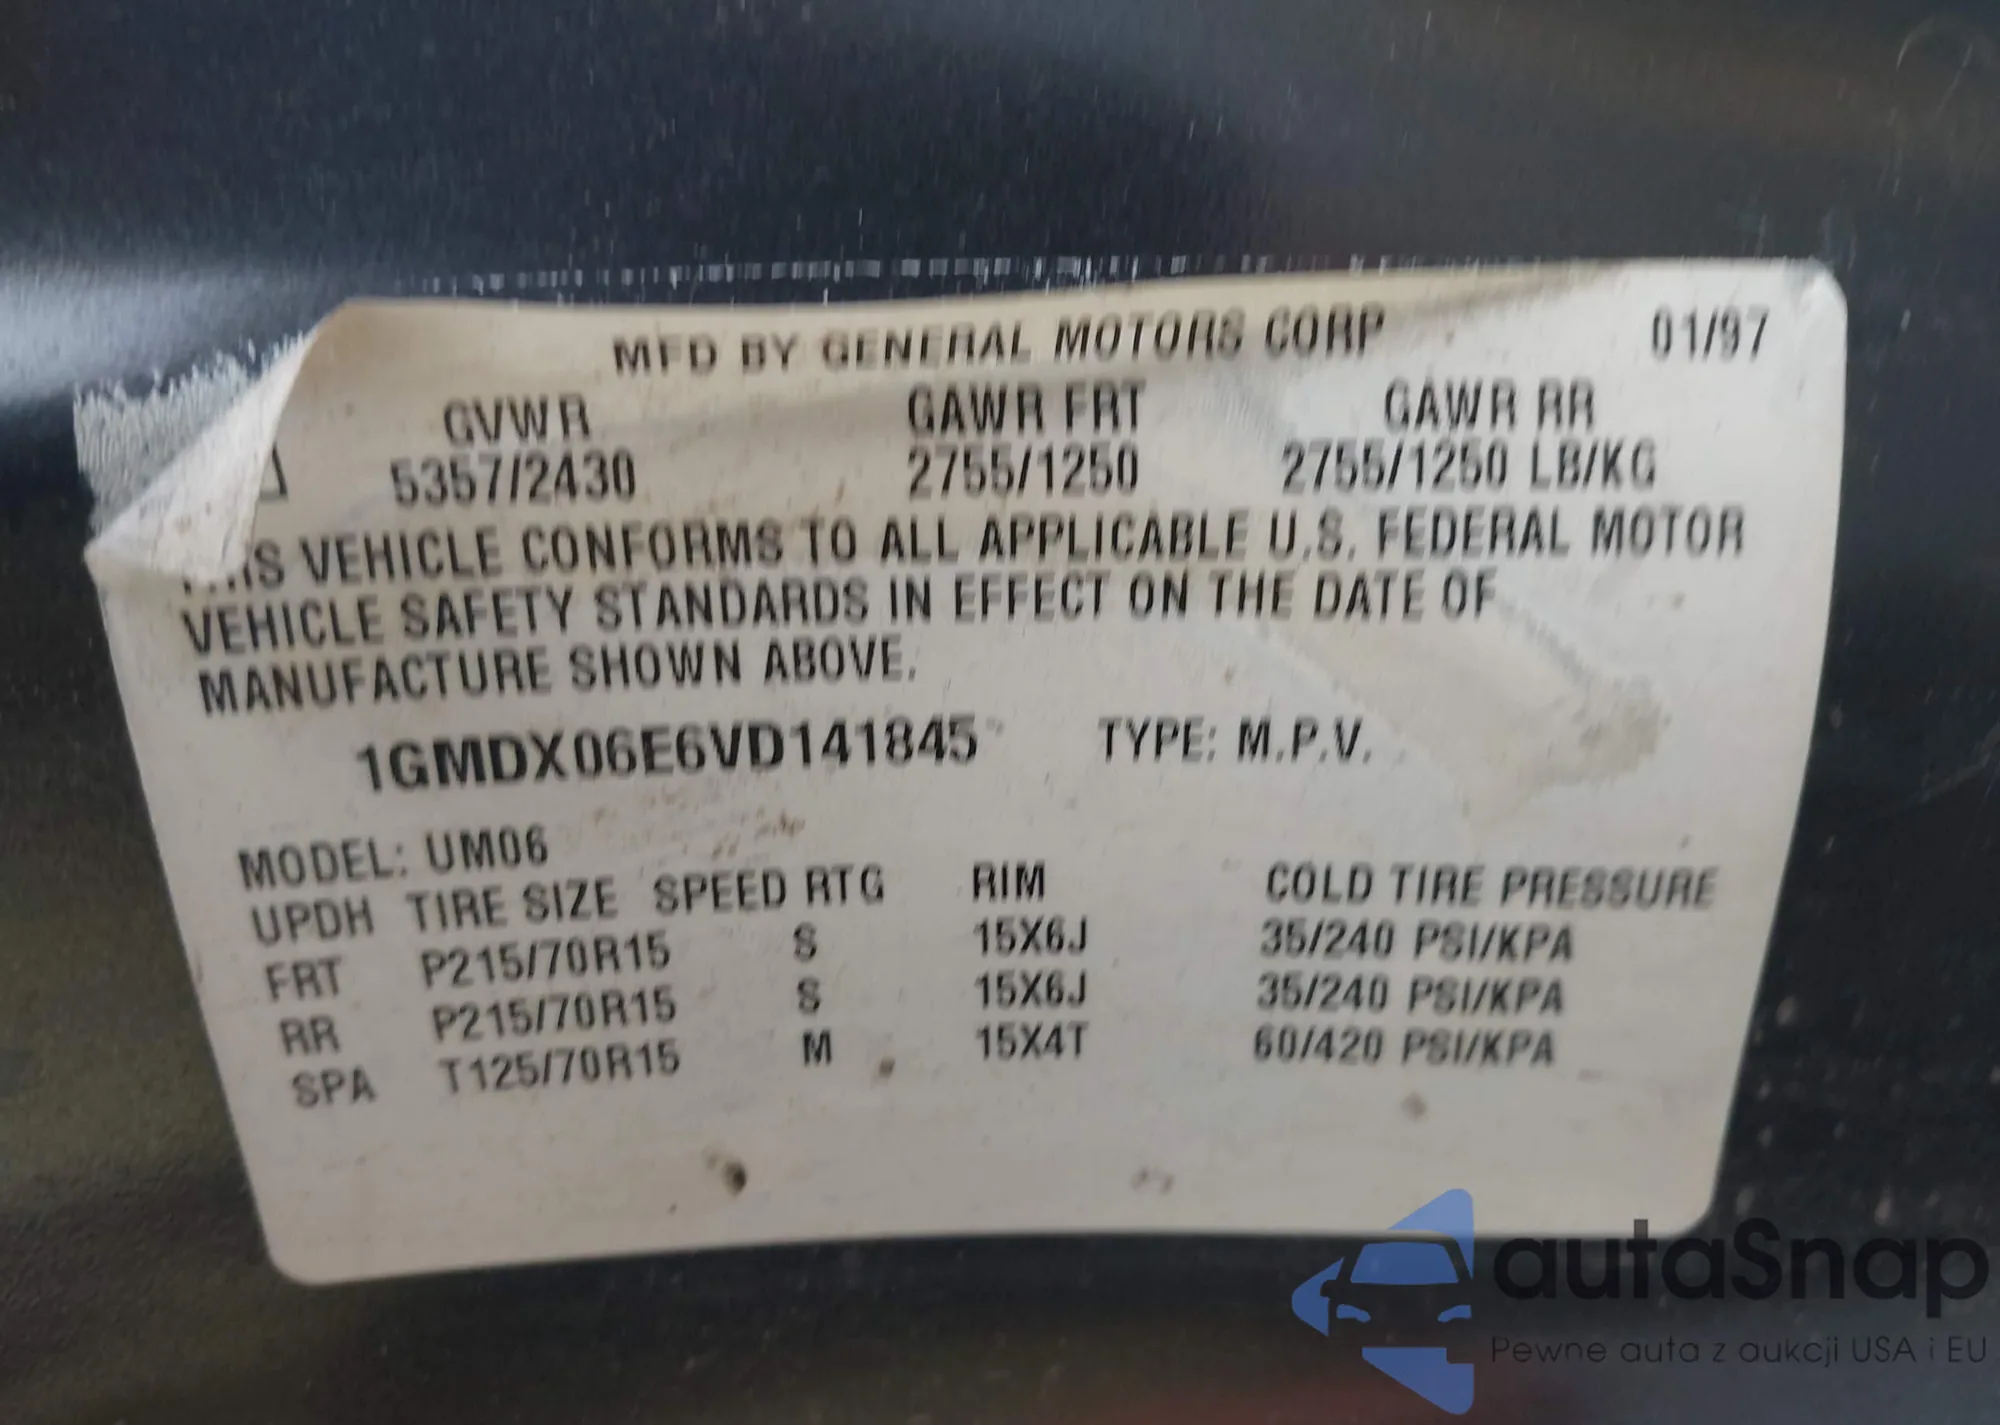 MFD BY GENERAL MOTORS CORP 01/97
GVWR GAWR FRT GAWR RR
5357/2430 2755/1250 2755/1250 LB/KG
VEHICLE CONFORMS TO ALL APPLICABLE U.S. FEDERAL MOTOR
VEHICLE SAFETY STANDARDS IN EFFECT ON THE DATE OF
MANUFACTURE SHOWN ABOVE.
1GMDX06E6VD141845 TYPE: M.P.V.
MODEL: UM06
UPDH TIRE SIZE SPEED RTG RIM COLD TIRE PRESSURE
FRT P215/70R15 S 15X6J 35/240 PSI/KPA
RR P215/70R15 S 15X6J 35/240 PSI/KPA
SPA T125/70R15 M 15X4T 60/420 PSI/KPA
autaSnap
Pewne auta z aukcji USA i EU